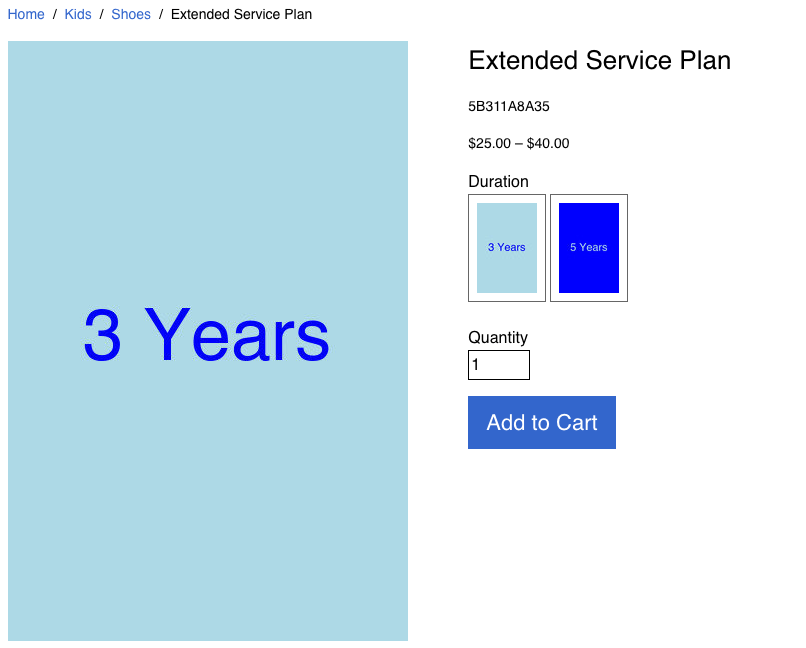 Home / Kids / Shoes / Extended Service Plan
3 Years
Extended Service Plan
5B311A8A35
$25.00 – $40.00
Duration
3 Years
5 Years
Quantity
1
Add to Cart